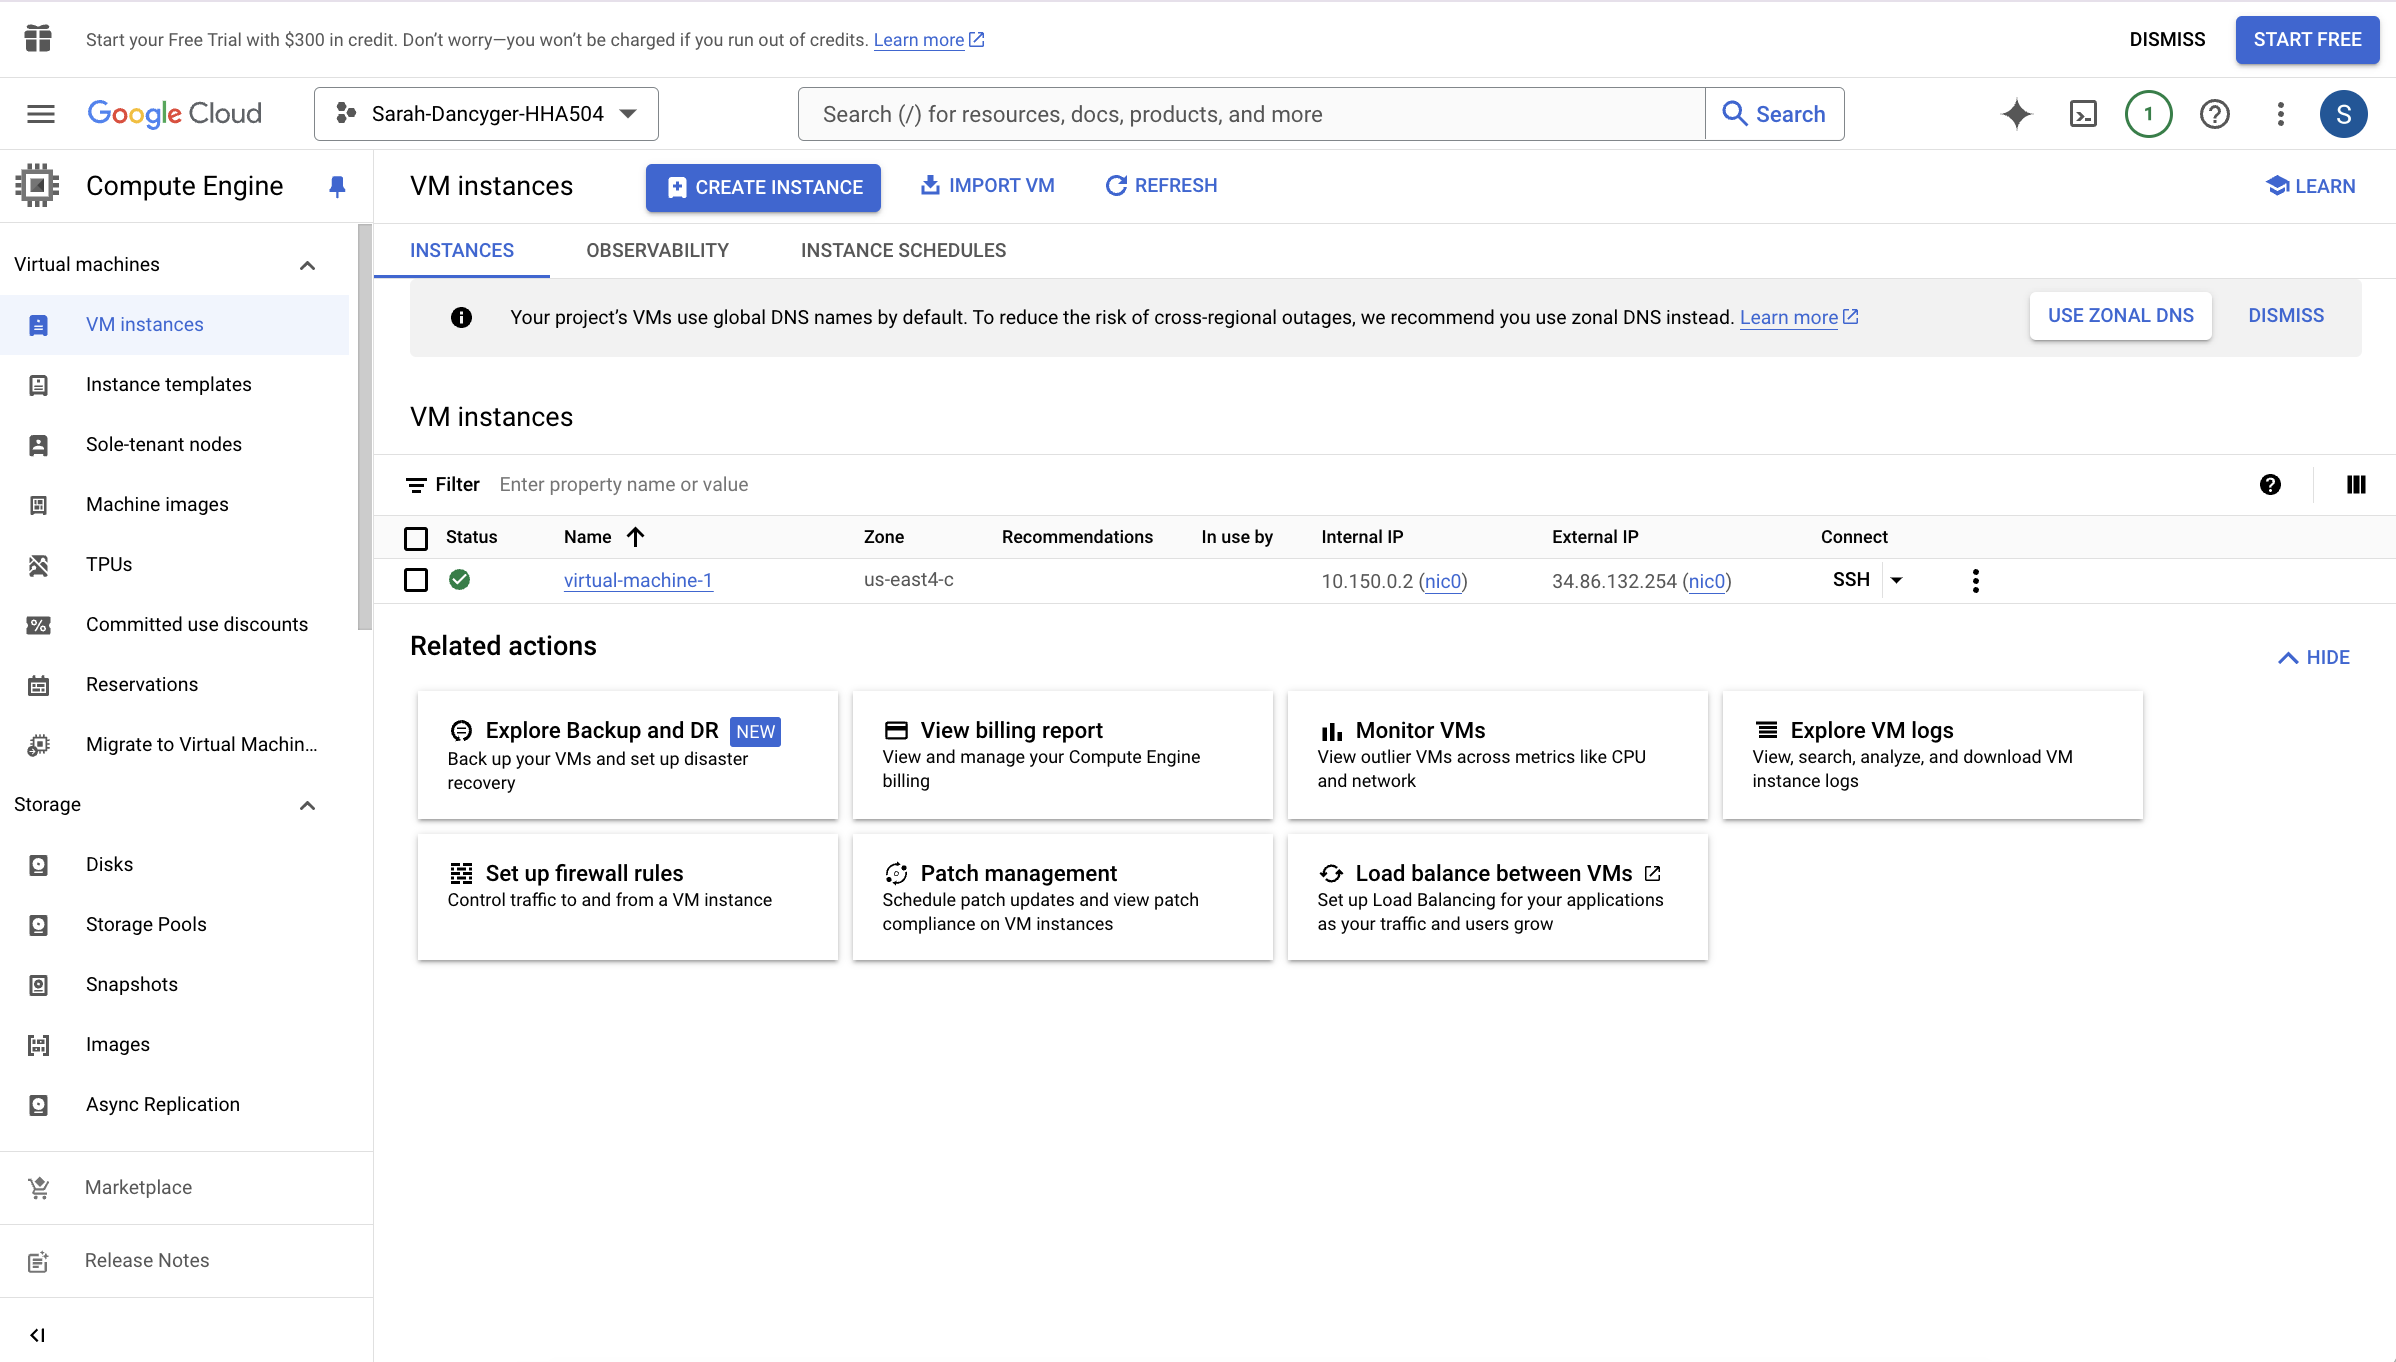 Start your Free Trial with $300 in credit. Don't worry—you won't be charged if you run out of credits. Learn more
DISMISS
START FREE
Google Cloud
Sarah-Dancyger-HHA504
Search (/) for resources, docs, products, and more
Search
1
S
Compute Engine
VM instances
CREATE INSTANCE
IMPORT VM
REFRESH
LEARN
INSTANCES
OBSERVABILITY
INSTANCE SCHEDULES
Virtual machines
VM instances
Instance templates
Sole-tenant nodes
Machine images
TPUs
Committed use discounts
Reservations
Migrate to Virtual Machin...
Storage
Disks
Storage Pools
Snapshots
Images
Async Replication
Marketplace
Release Notes
Your project's VMs use global DNS names by default. To reduce the risk of cross-regional outages, we recommend you use zonal DNS instead. Learn more
USE ZONAL DNS
DISMISS
VM instances
Filter Enter property name or value
Status Name Zone Recommendations In use by Internal IP External IP Connect
virtual-machine-1 us-east4-c 10.150.0.2 (nic0) 34.86.132.254 (nic0) SSH
Related actions
HIDE
Explore Backup and DR NEW
Back up your VMs and set up disaster
recovery
View billing report
View and manage your Compute Engine
billing
Monitor VMs
View outlier VMs across metrics like CPU
and network
Explore VM logs
View, search, analyze, and download VM
instance logs
Set up firewall rules
Control traffic to and from a VM instance
Patch management
Schedule patch updates and view patch
compliance on VM instances
Load balance between VMs
Set up Load Balancing for your applications
as your traffic and users grow